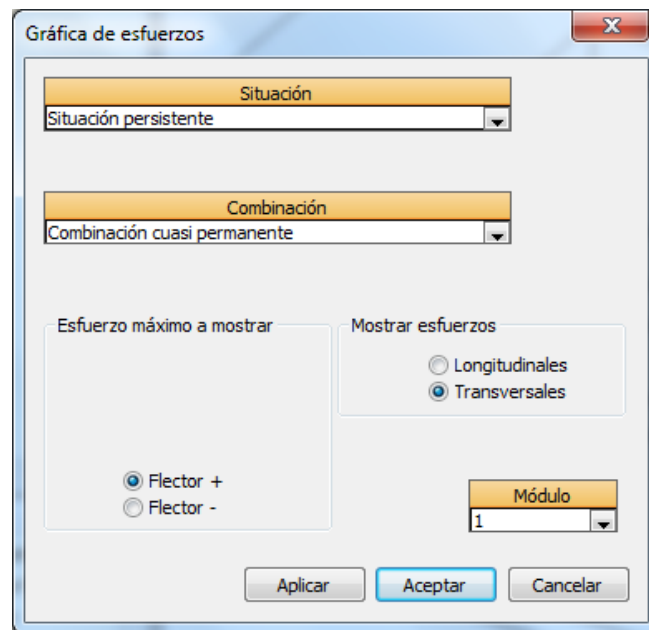 Gráfica de esfuerzos
Situación
Situación persistente
Combinación
Combinación cuasi permanente
Esfuerzo máximo a mostrar
Flector +
Flector -
Mostrar esfuerzos
Longitudinales
Transversales
Módulo
1
Aplicar
Aceptar
Cancelar